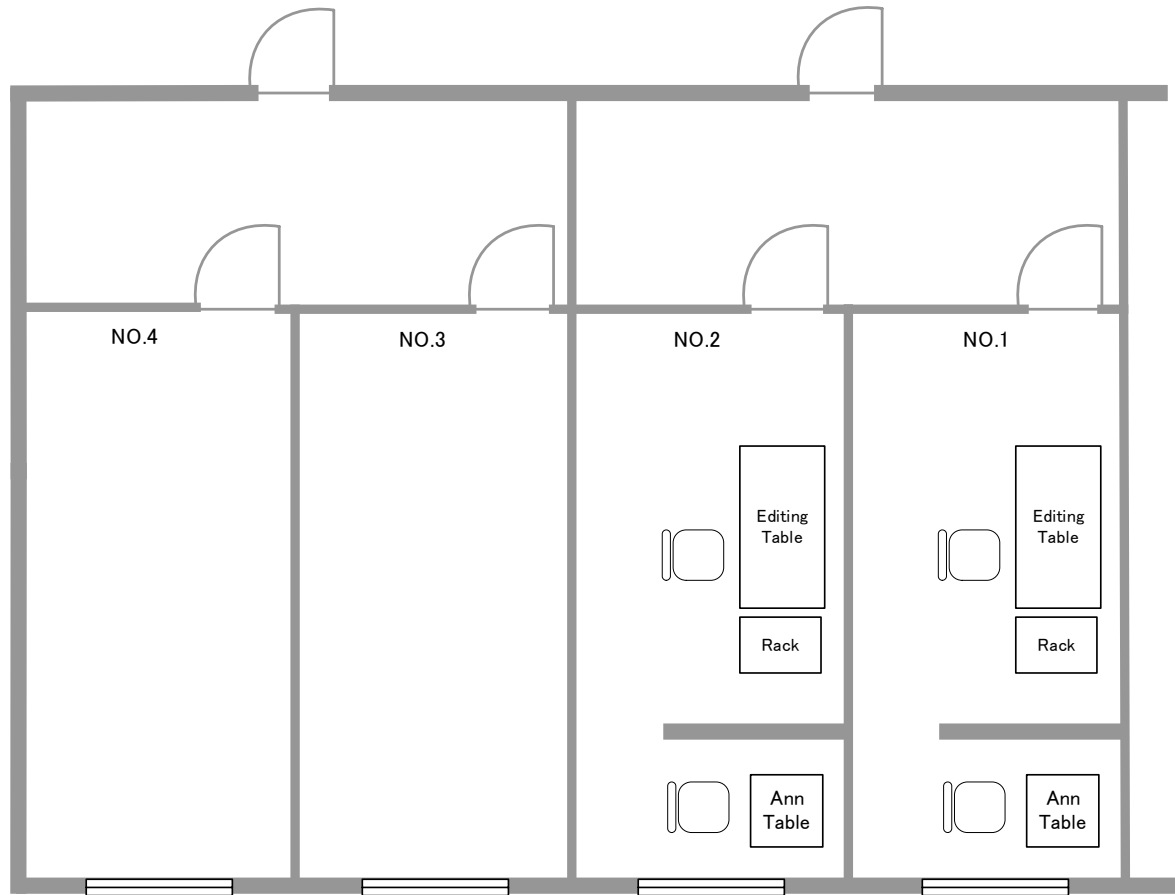 NO.4
NO.3
NO.2
NO.1
Editing
Table
Editing
Table
Rack
Rack
Ann
Table
Ann
Table